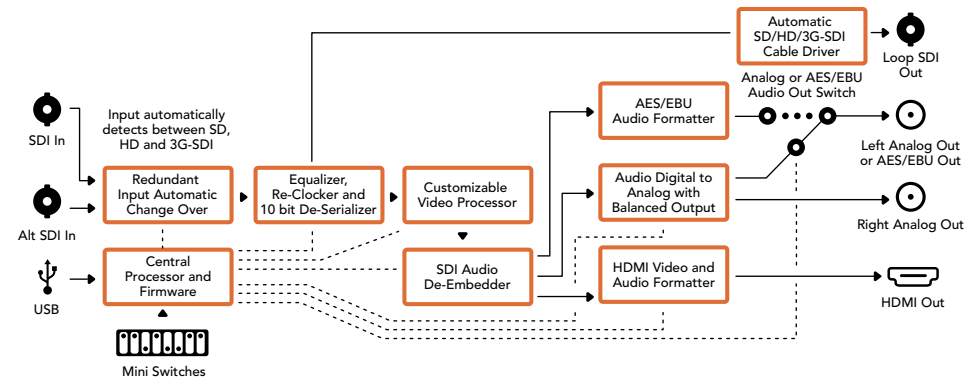 Automatic
SD/HD/3G-SDI
Cable Driver
Loop SDI
Out
Analog or AES/EBU
Audio Out Switch
SDI In
Input automatically
detects between SD,
HD and 3G-SDI
AES/EBU
Audio Formatter
Left Analog Out
or AES/EBU Out
Alt SDI In
Redundant
Input Automatic
Change Over
Equalizer,
Re-Clocker and
10 bit De-Serializer
Customizable
Video Processor
Audio Digital to
Analog with
Balanced Output
Right Analog Out
USB
Central
Processor and
Firmware
SDI Audio
De-Embedder
HDMI Video and
Audio Formatter
HDMI Out
Mini Switches